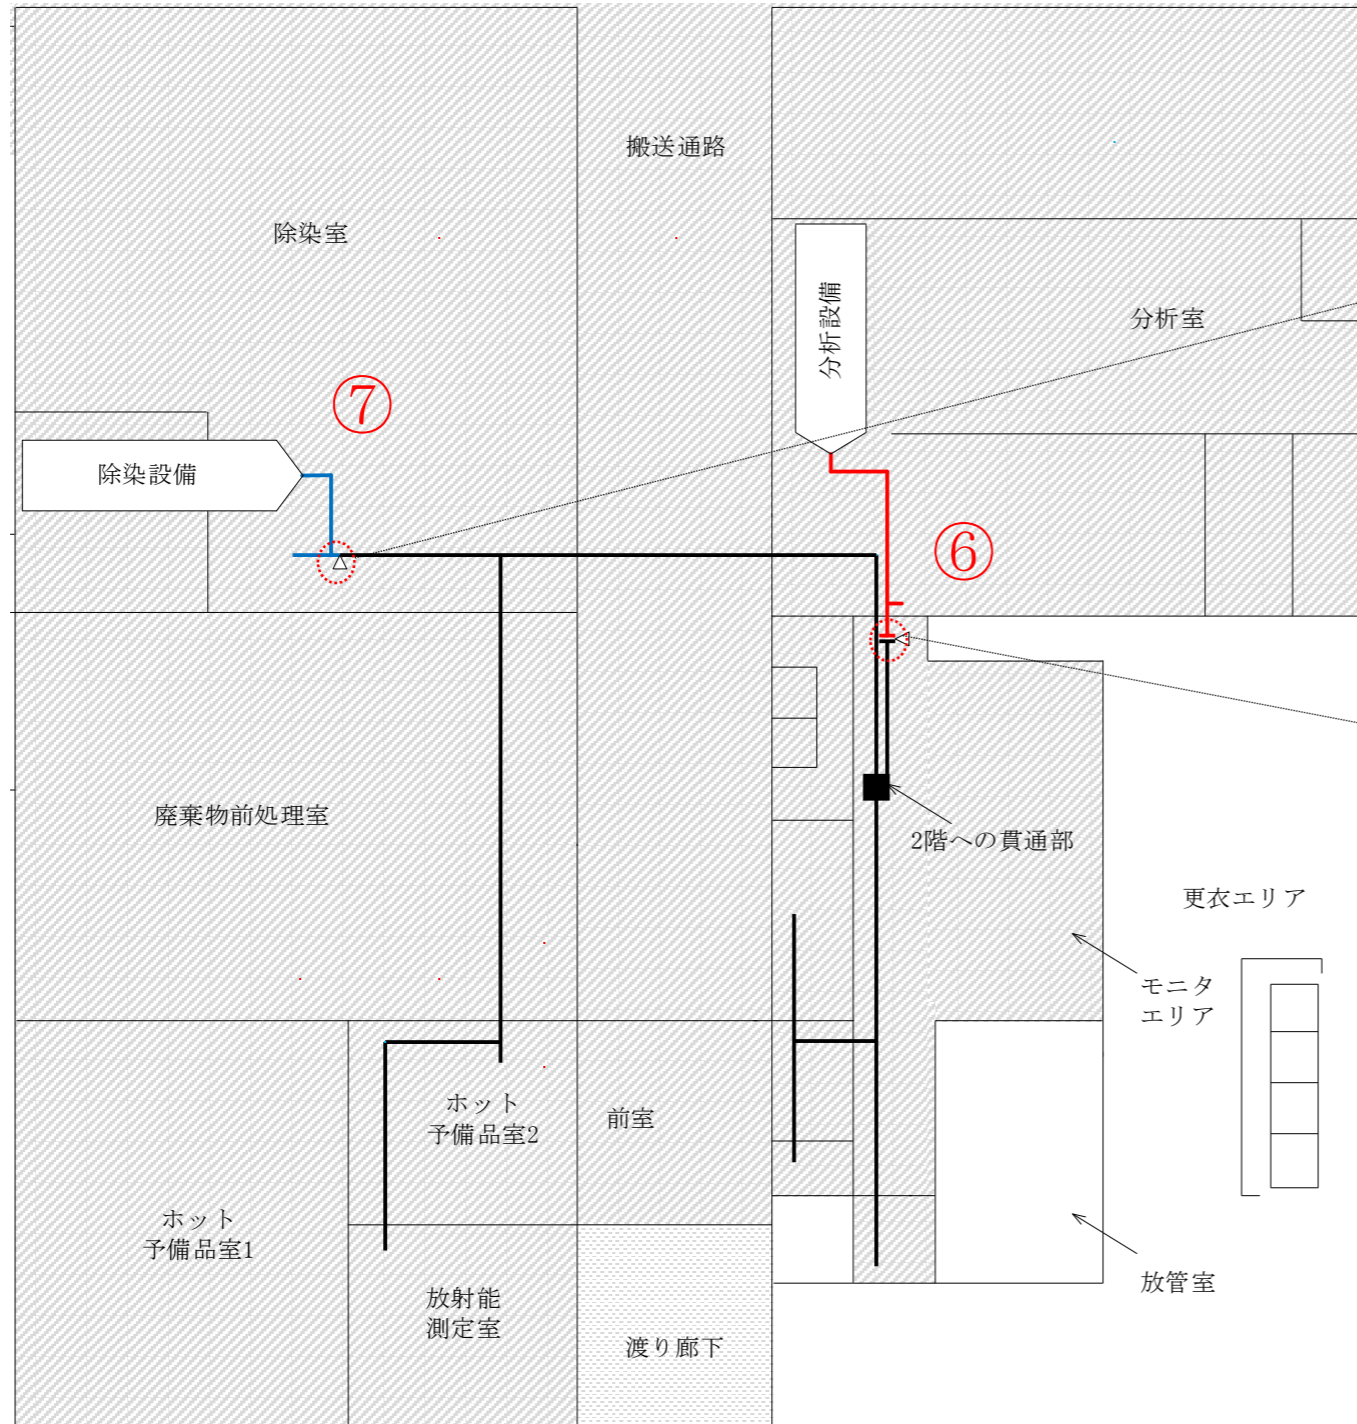 搬送通路
除染室
分析設備
分析室
⑦
除染設備
⑥
廃棄物前処理室
2階への貫通部
更衣エリア
モニタ
エリア
ホット
予備品室2
前室
ホット
予備品室1
放管室
放射能
測定室
渡り廊下